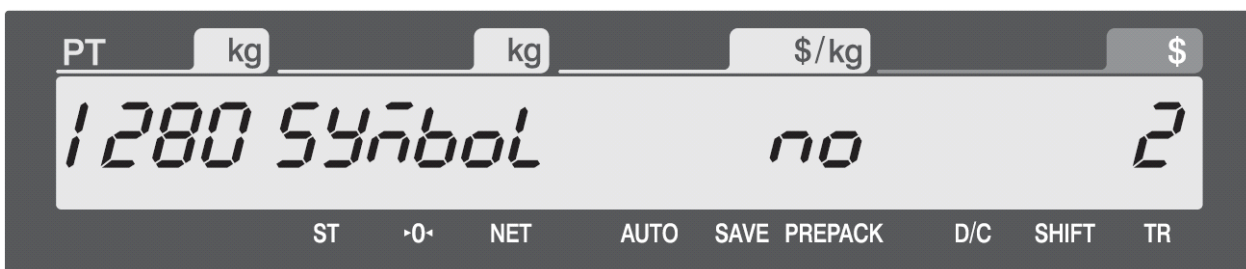 PT kg kg $/kg $
1280 Symbol no 2
ST ▸0◂ NET AUTO SAVE PREPACK D/C SHIFT TR